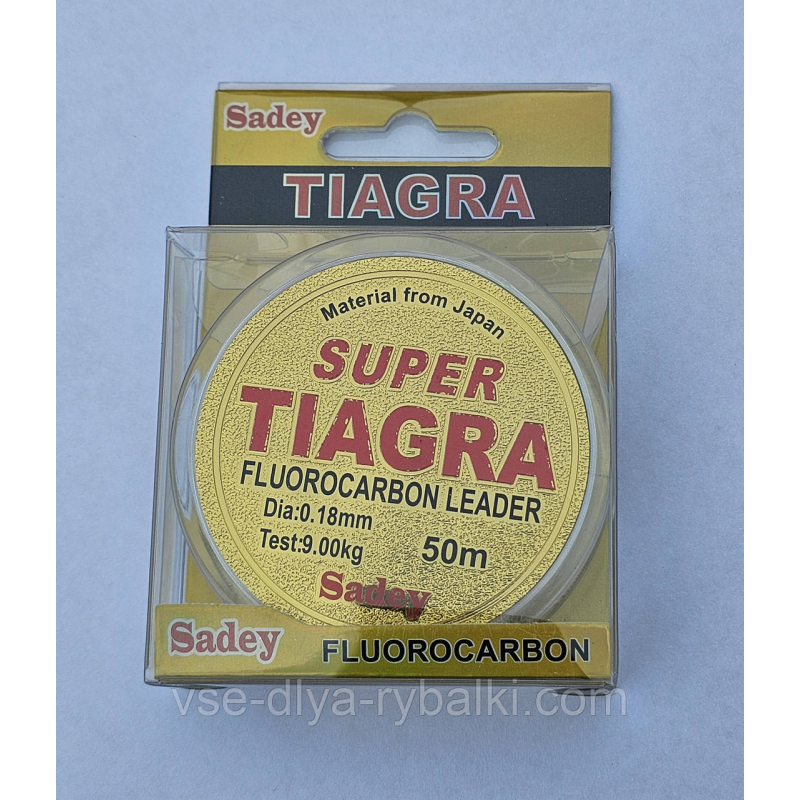 Sadey
TIAGRA
Material from Japan
SUPER
TIAGRA
FLUOROCARBON LEADER
Dia:0.18mm
Test:9.00kg
50m
Sadey
Sadey
FLUOROCARBON
vse-dlya-rybalki.com